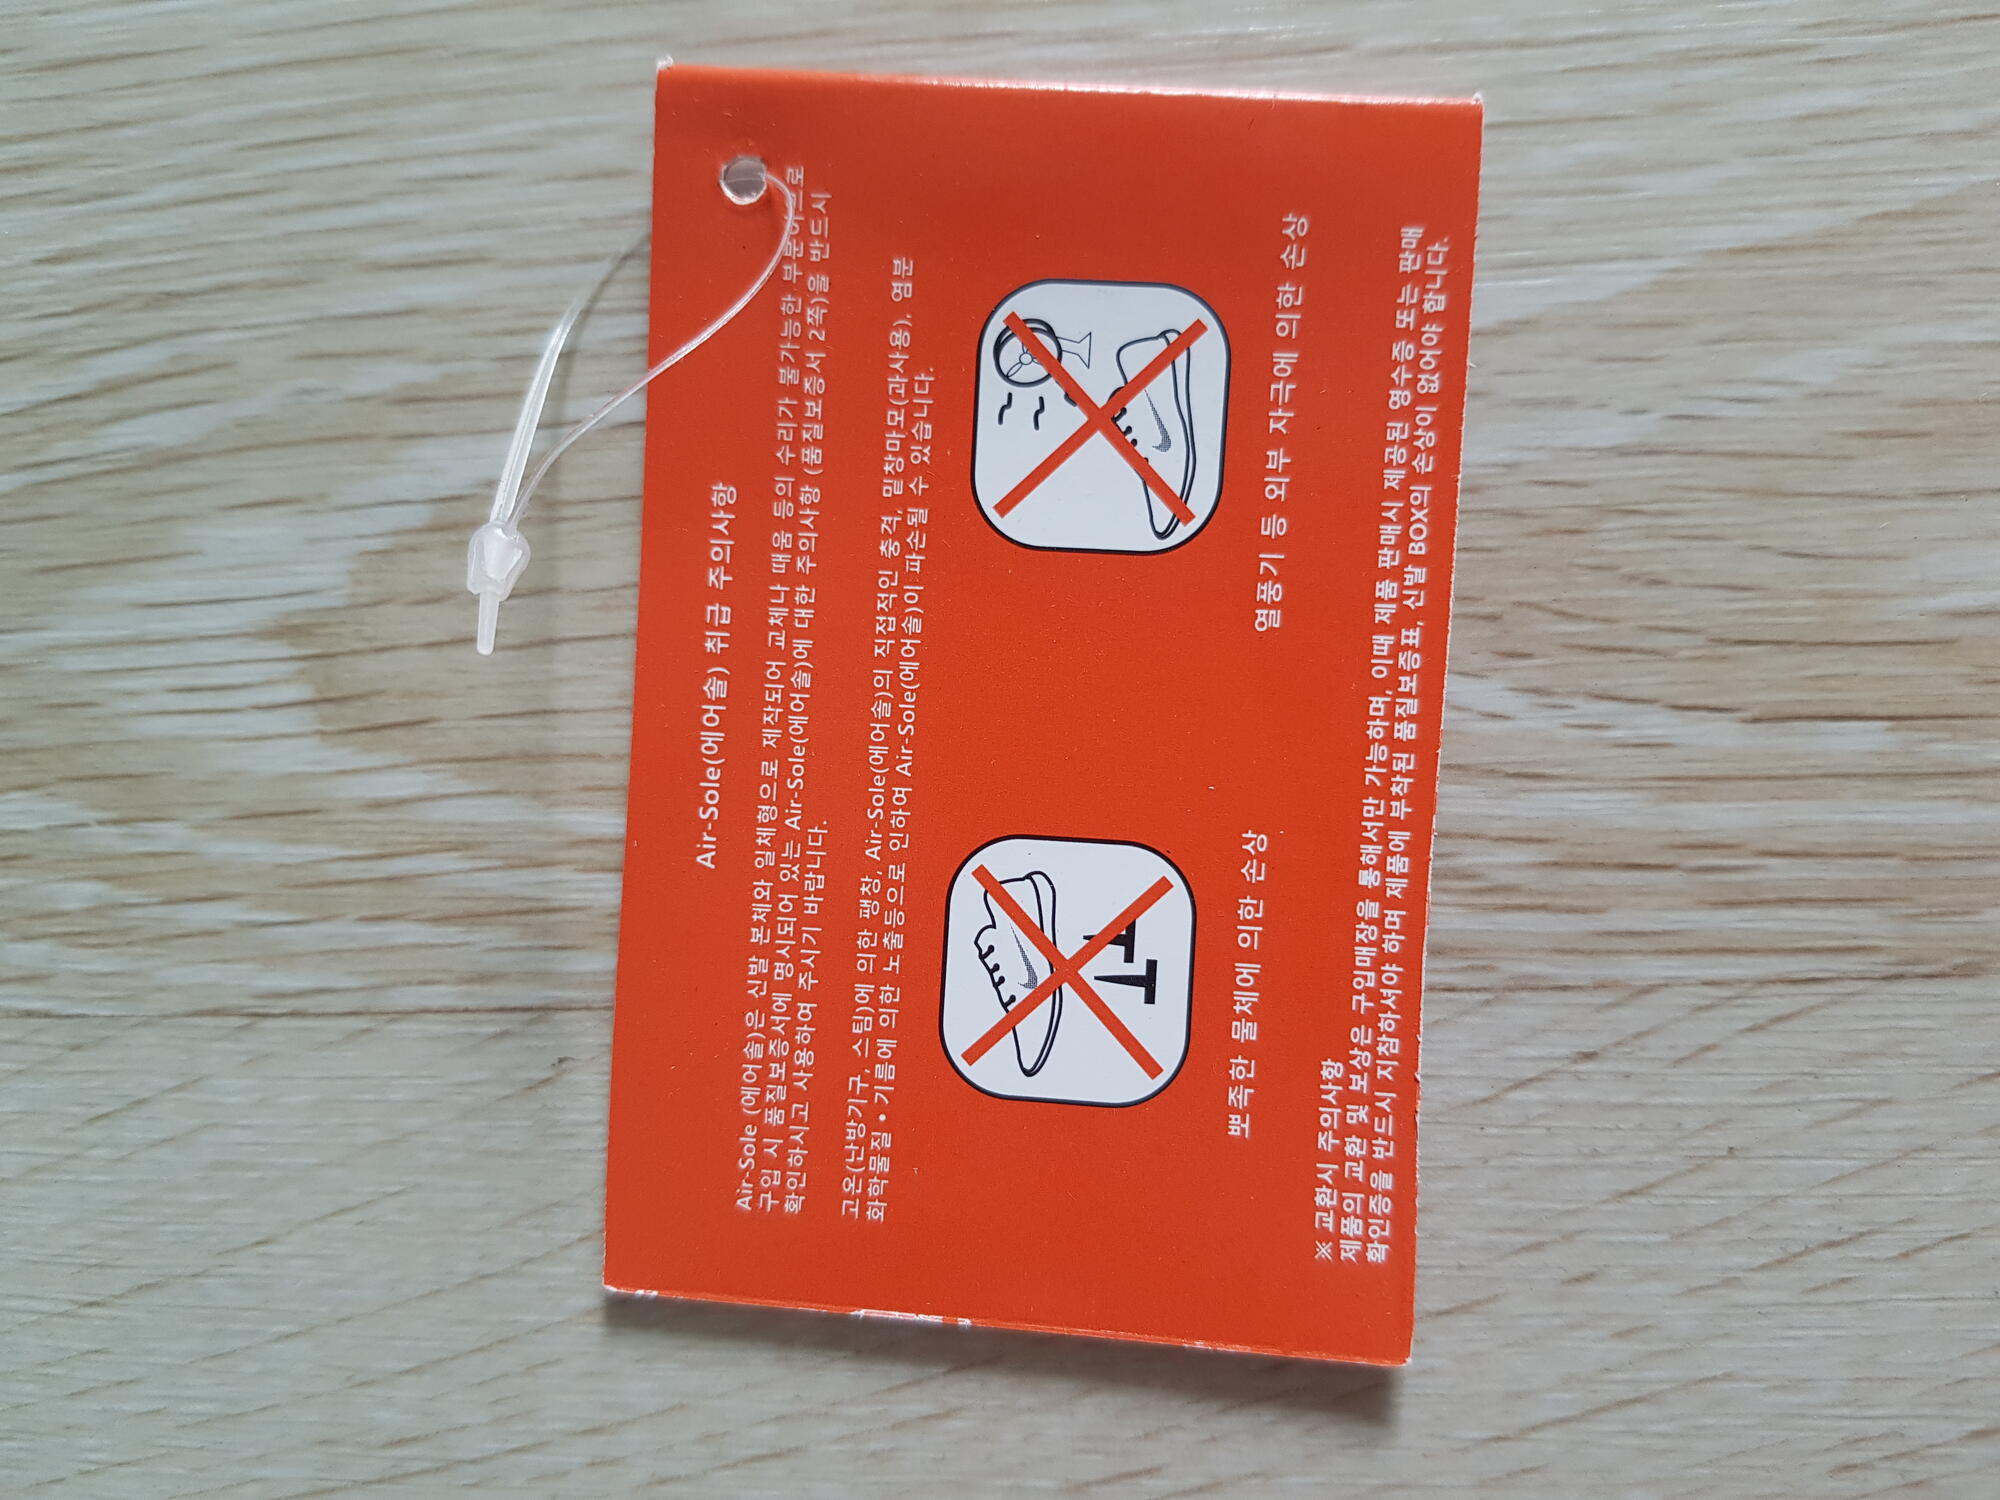 Air-Sole(에어솔) 취급 주의사항
Air-Sole (에어솔)은 신발 본체와 일체형으로 제작되어 교체나 때움 등의 수리가 불가능한 부분이므로
구입 시 품질보증서에 명시되어 있는 Air-Sole(에어솔)에 대한 주의사항 (품질보증서 2쪽)을 반드시
확인하시고 사용하여 주시기 바랍니다.
고온(난방기구, 스팀)에 의한 팽창, Air-Sole(에어솔)의 직접적인 충격, 밑창마모(과사용), 염분
화학물질 • 기름에 의한 노출등으로 인하여 Air-Sole(에어솔)이 파손될 수 있습니다.
뾰족한 물체에 의한 손상
열풍기 등 외부 자극에 의한 손상
※ 교환시 주의사항
제품의 교환 및 보상은 구입매장을 통해서만 가능하며, 이때 제품 판매시 제공된 영수증 또는 판매
확인증을 반드시 지참하셔야 하며 제품에 부착된 품질보증표, 신발 BOX의 손상이 없어야 합니다.